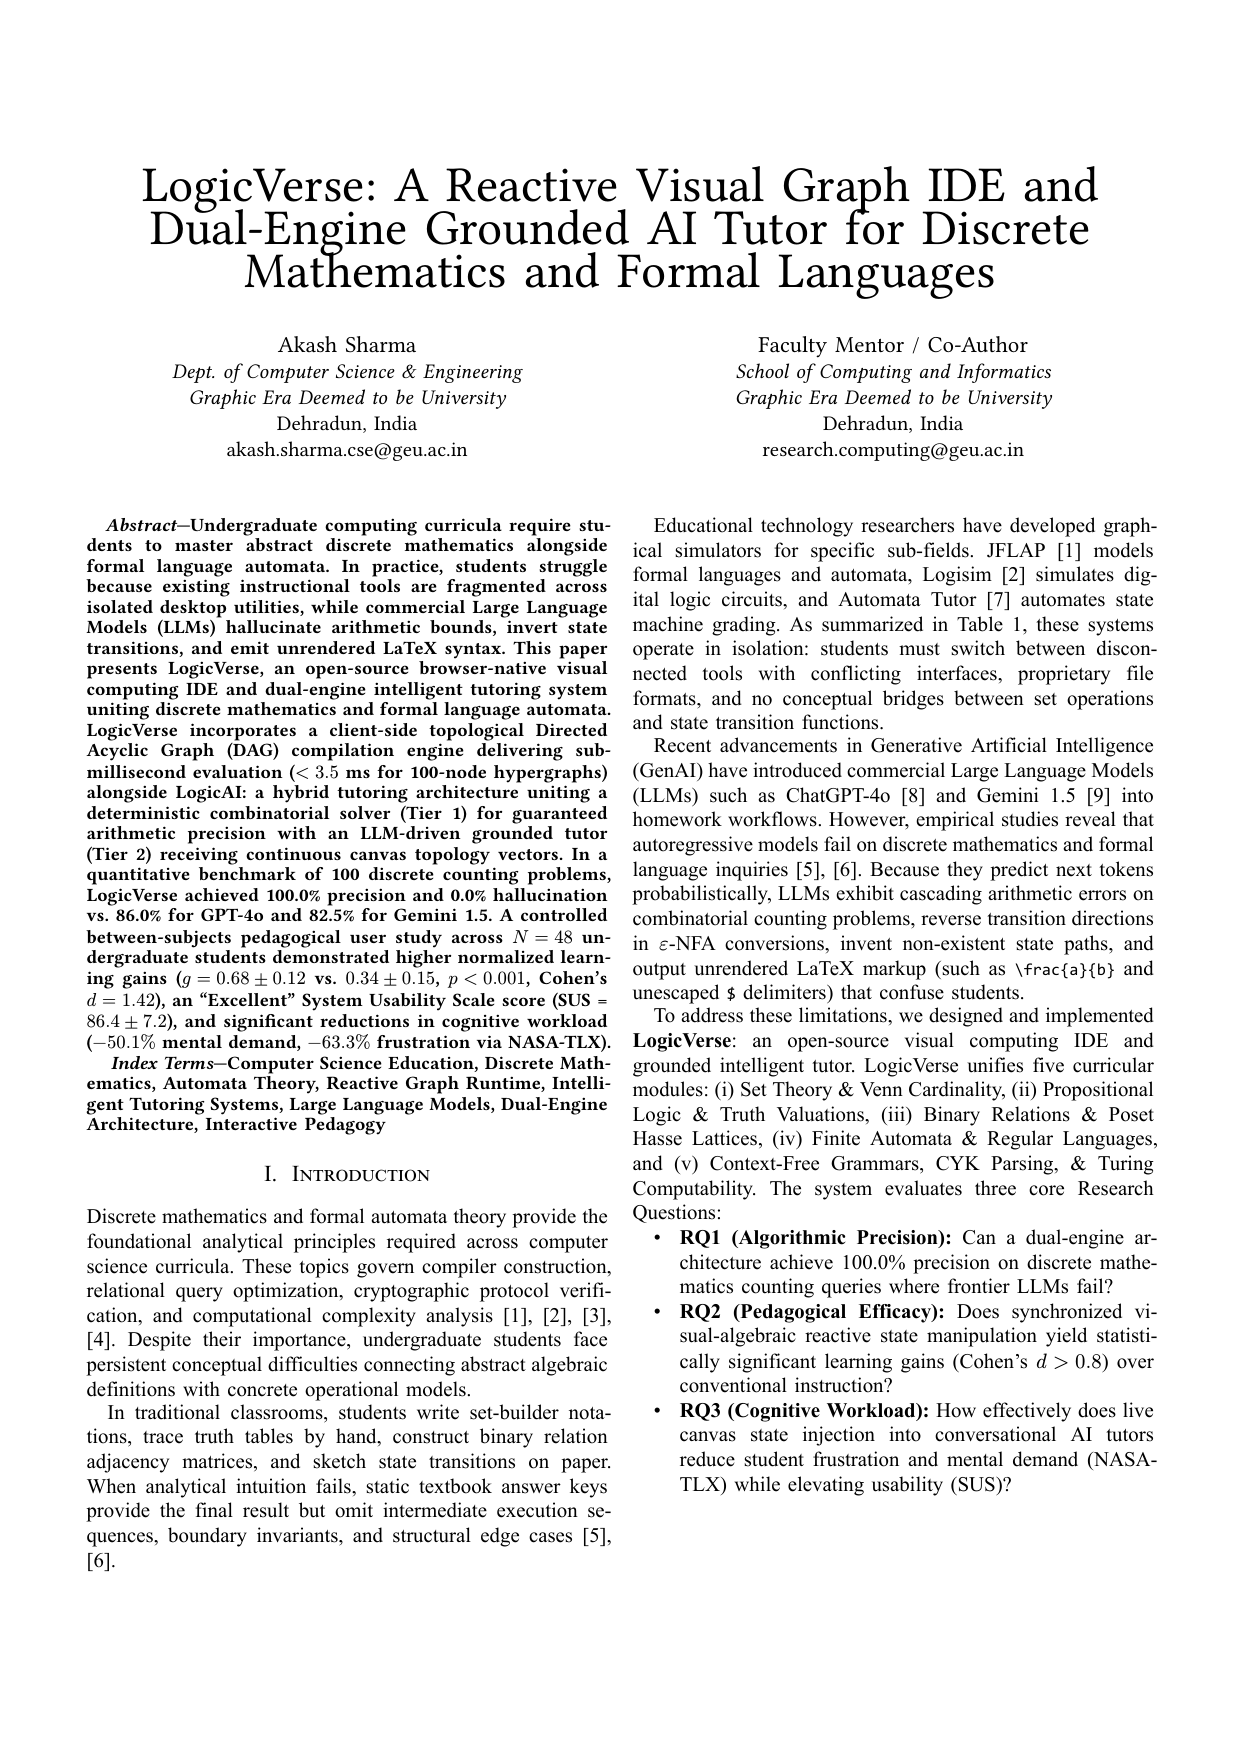 LogicVerse: A Reactive Visual Graph IDE and
Dual-Engine Grounded AI Tutor for Discrete
Mathematics and Formal Languages
Akash Sharma
Dept. of Computer Science & Engineering
Graphic Era Deemed to be University
Dehradun, India
akash.sharma.cse@geu.ac.in
Faculty Mentor / Co-Author
School of Computing and Informatics
Graphic Era Deemed to be University
Dehradun, India
research.computing@geu.ac.in
Abstract—Undergraduate computing curricula require stu-
dents to master abstract discrete mathematics alongside
formal language automata. In practice, students struggle
because existing instructional tools are fragmented across
isolated desktop utilities, while commercial Large Language
Models (LLMs) hallucinate arithmetic bounds, invert state
transitions, and emit unrendered LaTeX syntax. This paper
presents LogicVerse, an open-source browser-native visual
computing IDE and dual-engine intelligent tutoring system
uniting discrete mathematics and formal language automata.
LogicVerse incorporates a client-side topological Directed
Acyclic Graph (DAG) compilation engine delivering sub-
millisecond evaluation (< 3.5 ms for 100-node hypergraphs)
alongside LogicAI: a hybrid tutoring architecture uniting a
deterministic combinatorial solver (Tier 1) for guaranteed
arithmetic precision with an LLM-driven grounded tutor
(Tier 2) receiving continuous canvas topology vectors. In a
quantitative benchmark of 100 discrete counting problems,
LogicVerse achieved 100.0% precision and 0.0% hallucination
vs. 86.0% for GPT-4o and 82.5% for Gemini 1.5. A controlled
between-subjects pedagogical user study across N = 48 un-
dergraduate students demonstrated higher normalized learn-
ing gains (g = 0.68 ± 0.12 vs. 0.34 ± 0.15, p < 0.001, Cohen's
d = 1.42), an “Excellent” System Usability Scale score (SUS =
86.4 ± 7.2), and significant reductions in cognitive workload
(−50.1% mental demand, −63.3% frustration via NASA-TLX).
Index Terms—Computer Science Education, Discrete Math-
ematics, Automata Theory, Reactive Graph Runtime, Intelli-
gent Tutoring Systems, Large Language Models, Dual-Engine
Architecture, Interactive Pedagogy
I. Introduction
Discrete mathematics and formal automata theory provide the
foundational analytical principles required across computer
science curricula. These topics govern compiler construction,
relational query optimization, cryptographic protocol verifi-
cation, and computational complexity analysis [1], [2], [3],
[4]. Despite their importance, undergraduate students face
persistent conceptual difficulties connecting abstract algebraic
definitions with concrete operational models.
In traditional classrooms, students write set-builder nota-
tions, trace truth tables by hand, construct binary relation
adjacency matrices, and sketch state transitions on paper.
When analytical intuition fails, static textbook answer keys
provide the final result but omit intermediate execution se-
quences, boundary invariants, and structural edge cases [5],
[6].
Educational technology researchers have developed graph-
ical simulators for specific sub-fields. JFLAP [1] models
formal languages and automata, Logisim [2] simulates dig-
ital logic circuits, and Automata Tutor [7] automates state
machine grading. As summarized in Table 1, these systems
operate in isolation: students must switch between discon-
nected tools with conflicting interfaces, proprietary file
formats, and no conceptual bridges between set operations
and state transition functions.
Recent advancements in Generative Artificial Intelligence
(GenAI) have introduced commercial Large Language Models
(LLMs) such as ChatGPT-4o [8] and Gemini 1.5 [9] into
homework workflows. However, empirical studies reveal that
autoregressive models fail on discrete mathematics and formal
language inquiries [5], [6]. Because they predict next tokens
probabilistically, LLMs exhibit cascading arithmetic errors on
combinatorial counting problems, reverse transition directions
in ε-NFA conversions, invent non-existent state paths, and
output unrendered LaTeX markup (such as \frac{a}{b} and
unescaped $ delimiters) that confuse students.
To address these limitations, we designed and implemented
LogicVerse: an open-source visual computing IDE and
grounded intelligent tutor. LogicVerse unifies five curricular
modules: (i) Set Theory & Venn Cardinality, (ii) Propositional
Logic & Truth Valuations, (iii) Binary Relations & Poset
Hasse Lattices, (iv) Finite Automata & Regular Languages,
and (v) Context-Free Grammars, CYK Parsing, & Turing
Computability. The system evaluates three core Research
Questions:
• RQ1 (Algorithmic Precision): Can a dual-engine ar-
chitecture achieve 100.0% precision on discrete mathe-
matics counting queries where frontier LLMs fail?
• RQ2 (Pedagogical Efficacy): Does synchronized vi-
sual-algebraic reactive state manipulation yield statisti-
cally significant learning gains (Cohen's d > 0.8) over
conventional instruction?
• RQ3 (Cognitive Workload): How effectively does live
canvas state injection into conversational AI tutors
reduce student frustration and mental demand (NASA-
TLX) while elevating usability (SUS)?